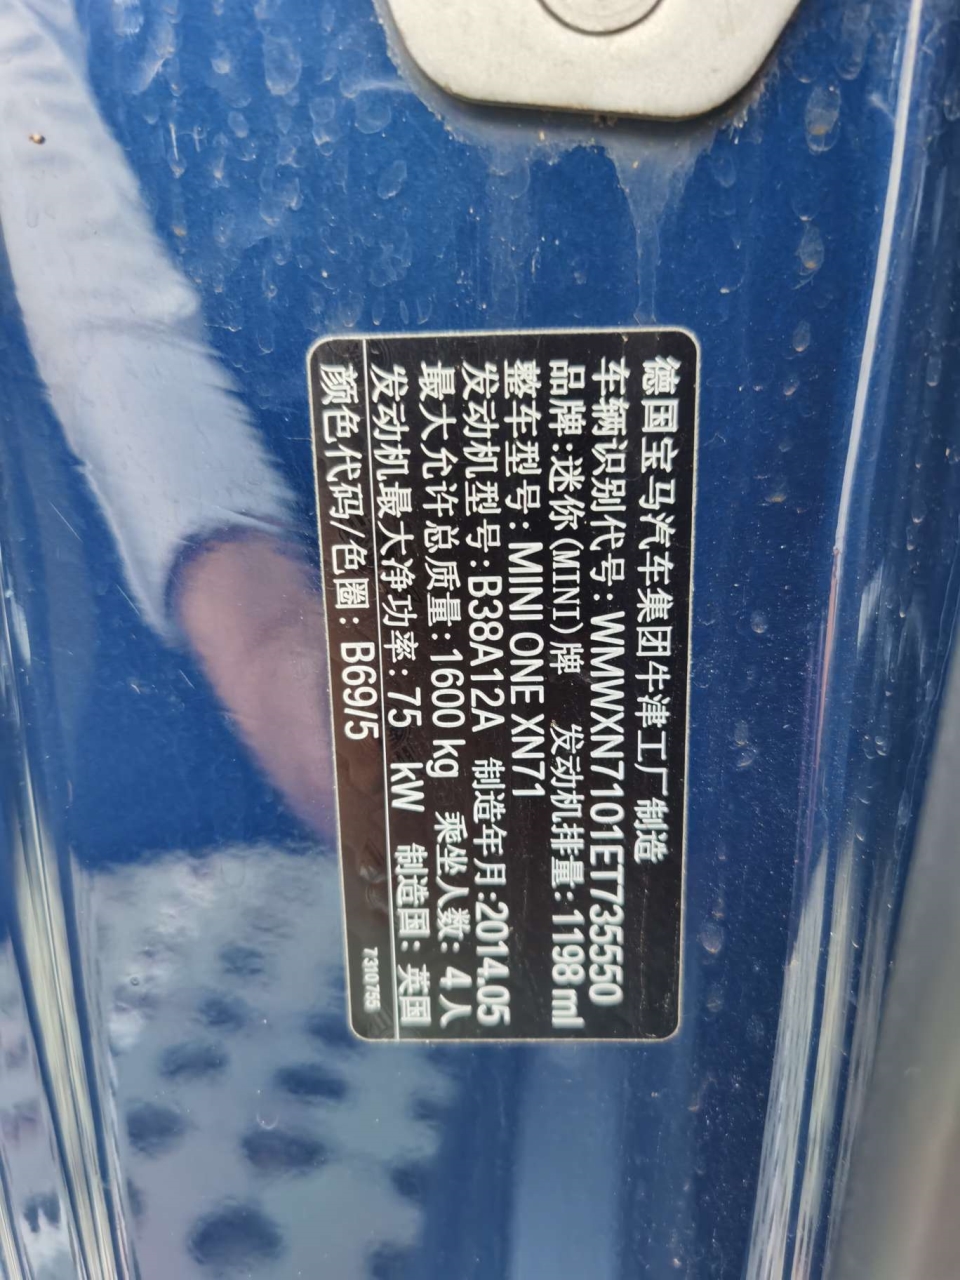 德国宝马汽车集团牛津工厂制造
车辆识别代号: WMWXN7101ET735550
品牌:迷你(MINI)牌 发动机排量: 1198 ml
整车型号: MINI ONE XN71
发动机型号: B38A12A 制造年月:2014.05
最大允许总质量: 1600 kg 乘坐人数: 4 人
发动机最大净功率: 75 kW 制造国: 英国
颜色代码/色圈: B69/5
7310755